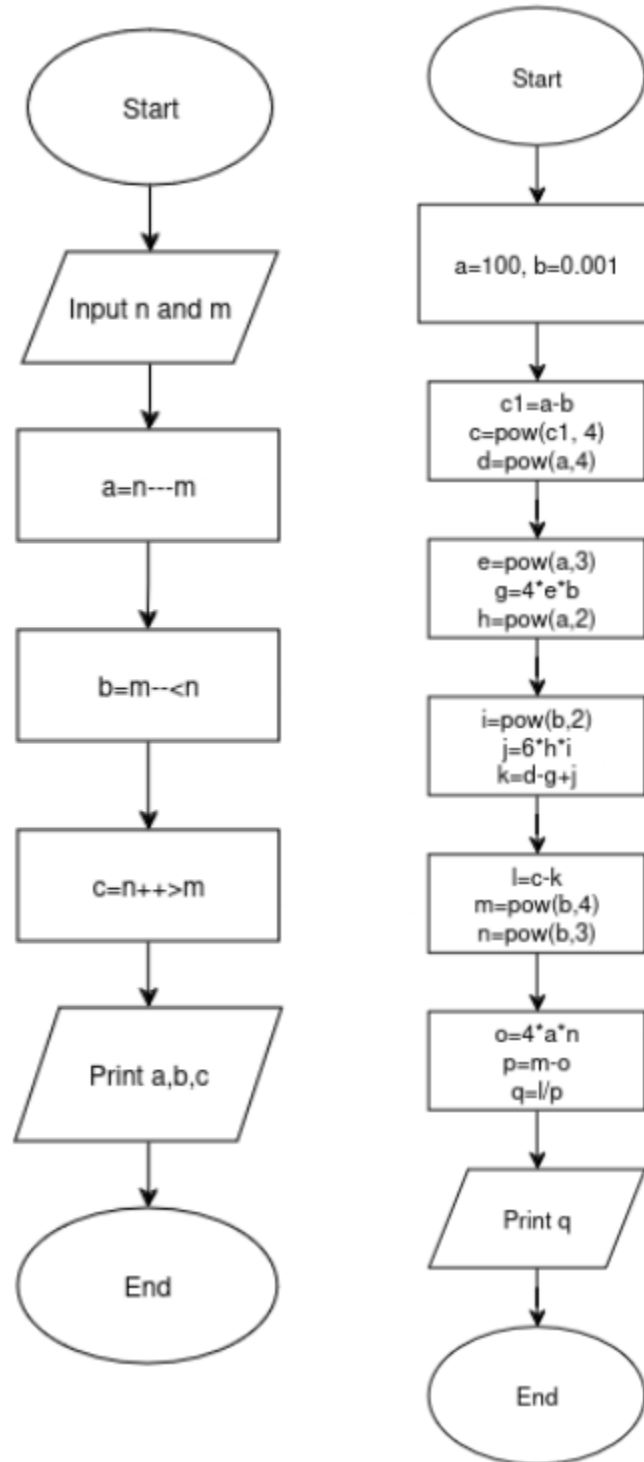 Start
Input n and m
a=n---m
b=m--<n
c=n++>m
Print a,b,c
End
Start
a=100, b=0.001
c1=a-b
c=pow(c1, 4)
d=pow(a,4)
e=pow(a,3)
g=4*e*b
h=pow(a,2)
i=pow(b,2)
j=6*h*i
k=d-g+j
l=c-k
m=pow(b,4)
n=pow(b,3)
o=4*a*n
p=m-o
q=l/p
Print q
End